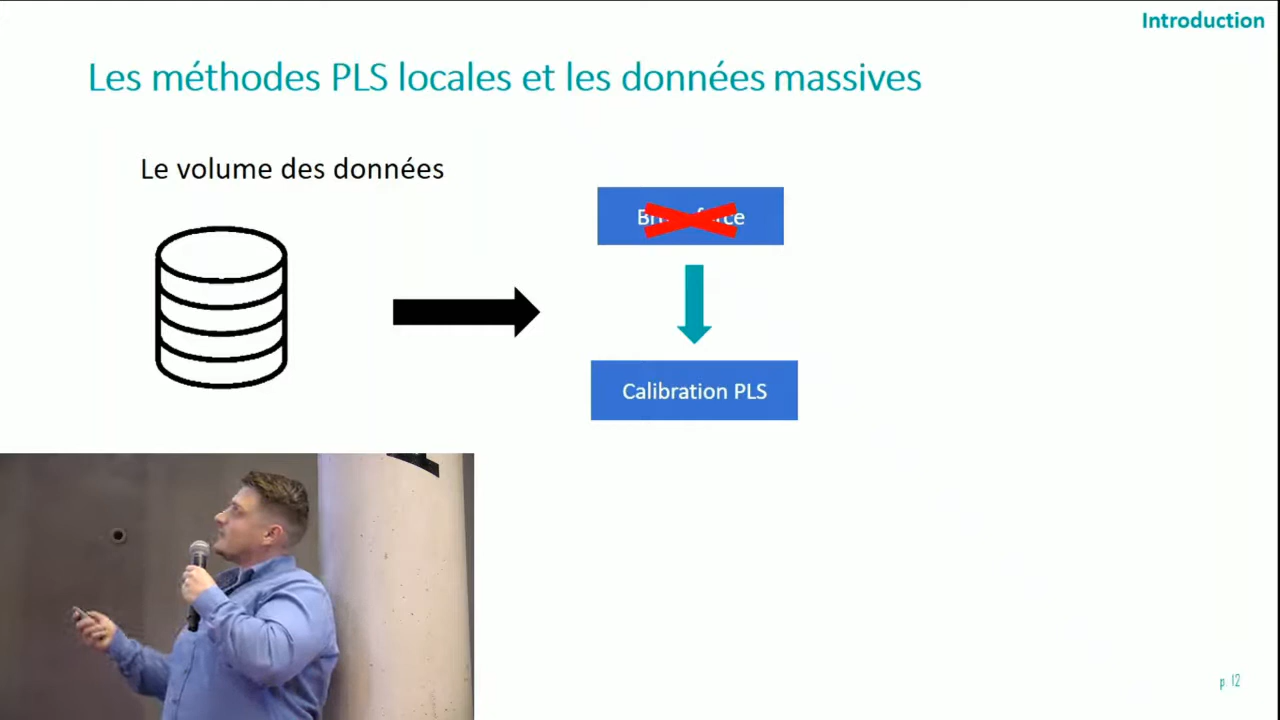 Introduction
Les méthodes PLS locales et les données massives
Le volume des données
Calibration PLS
p 12